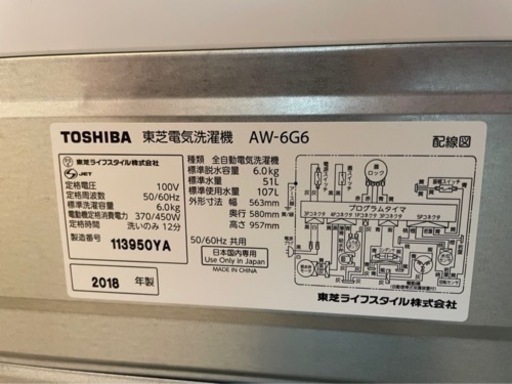 TOSHIBA 東芝電気洗濯機 AW-6G6
配線図
東芝ライフスタイル株式会社
JET
定格電圧 100V
定格周波数 50/60Hz
標準洗濯容量 6.0kg
電動機定格消費電力 370/450W
定格時間 洗いのみ 12分
製造番号 113950YA
2018 年製
種類 全自動電気洗濯機
標準脱水容量 6.0kg
標準水量 51L
標準使用水量 107L
外形寸法 幅 563mm
奥行 580mm
高さ 957mm
50/60Hz 共用
日本国内専用
Use only in Japan
MADE IN CHINA
ロック
プログラムタイマ
東芝ライフスタイル株式会社